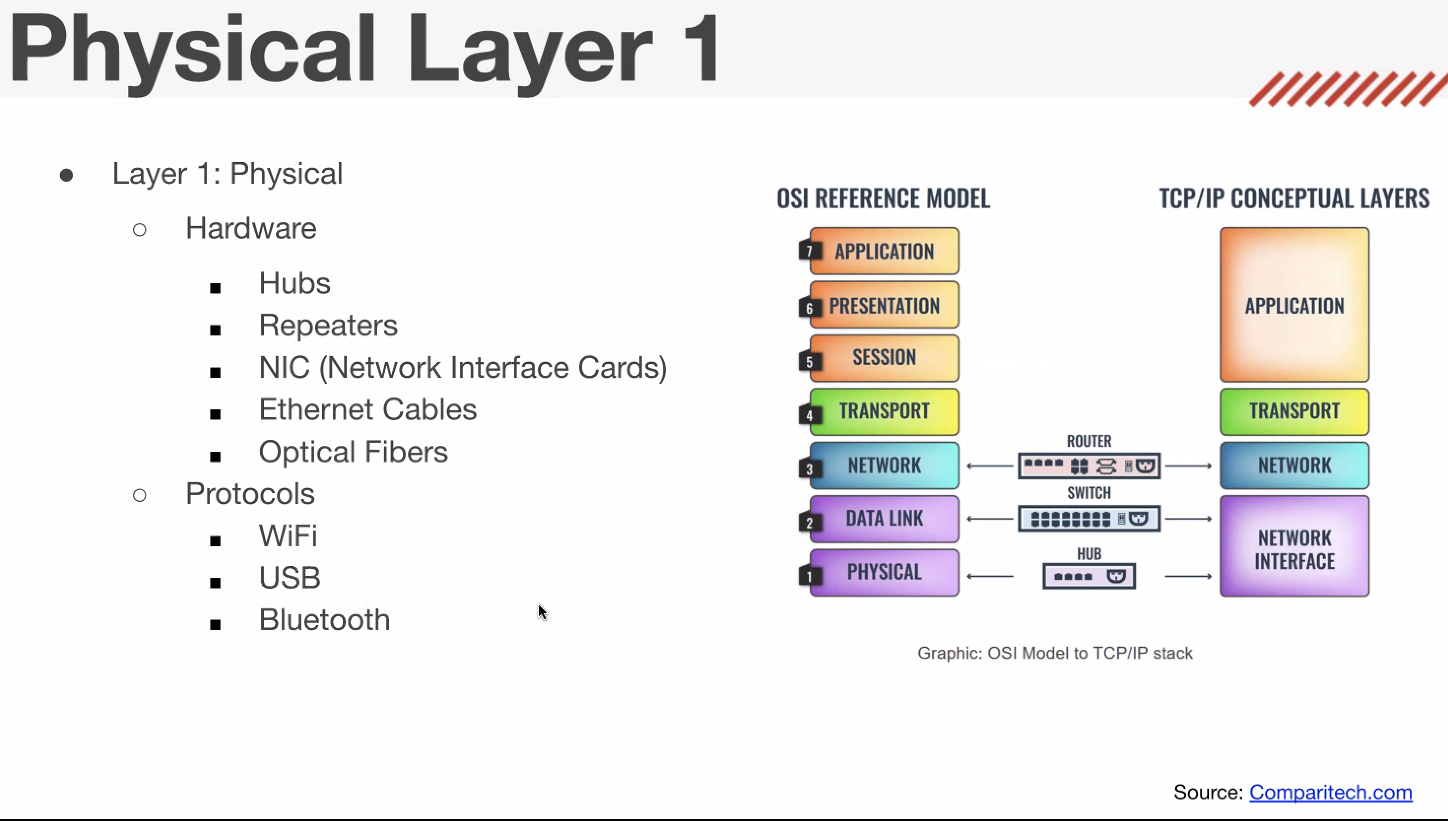 Physical Layer 1
● Layer 1: Physical
○ Hardware
■ Hubs
■ Repeaters
■ NIC (Network Interface Cards)
■ Ethernet Cables
■ Optical Fibers
○ Protocols
■ WiFi
■ USB
■ Bluetooth
OSI REFERENCE MODEL
7 APPLICATION
6 PRESENTATION
5 SESSION
4 TRANSPORT
3 NETWORK
2 DATA LINK
1 PHYSICAL
ROUTER
SWITCH
HUB
TCP/IP CONCEPTUAL LAYERS
APPLICATION
TRANSPORT
NETWORK
NETWORK
INTERFACE
Graphic: OSI Model to TCP/IP stack
Source: Comparitech.com